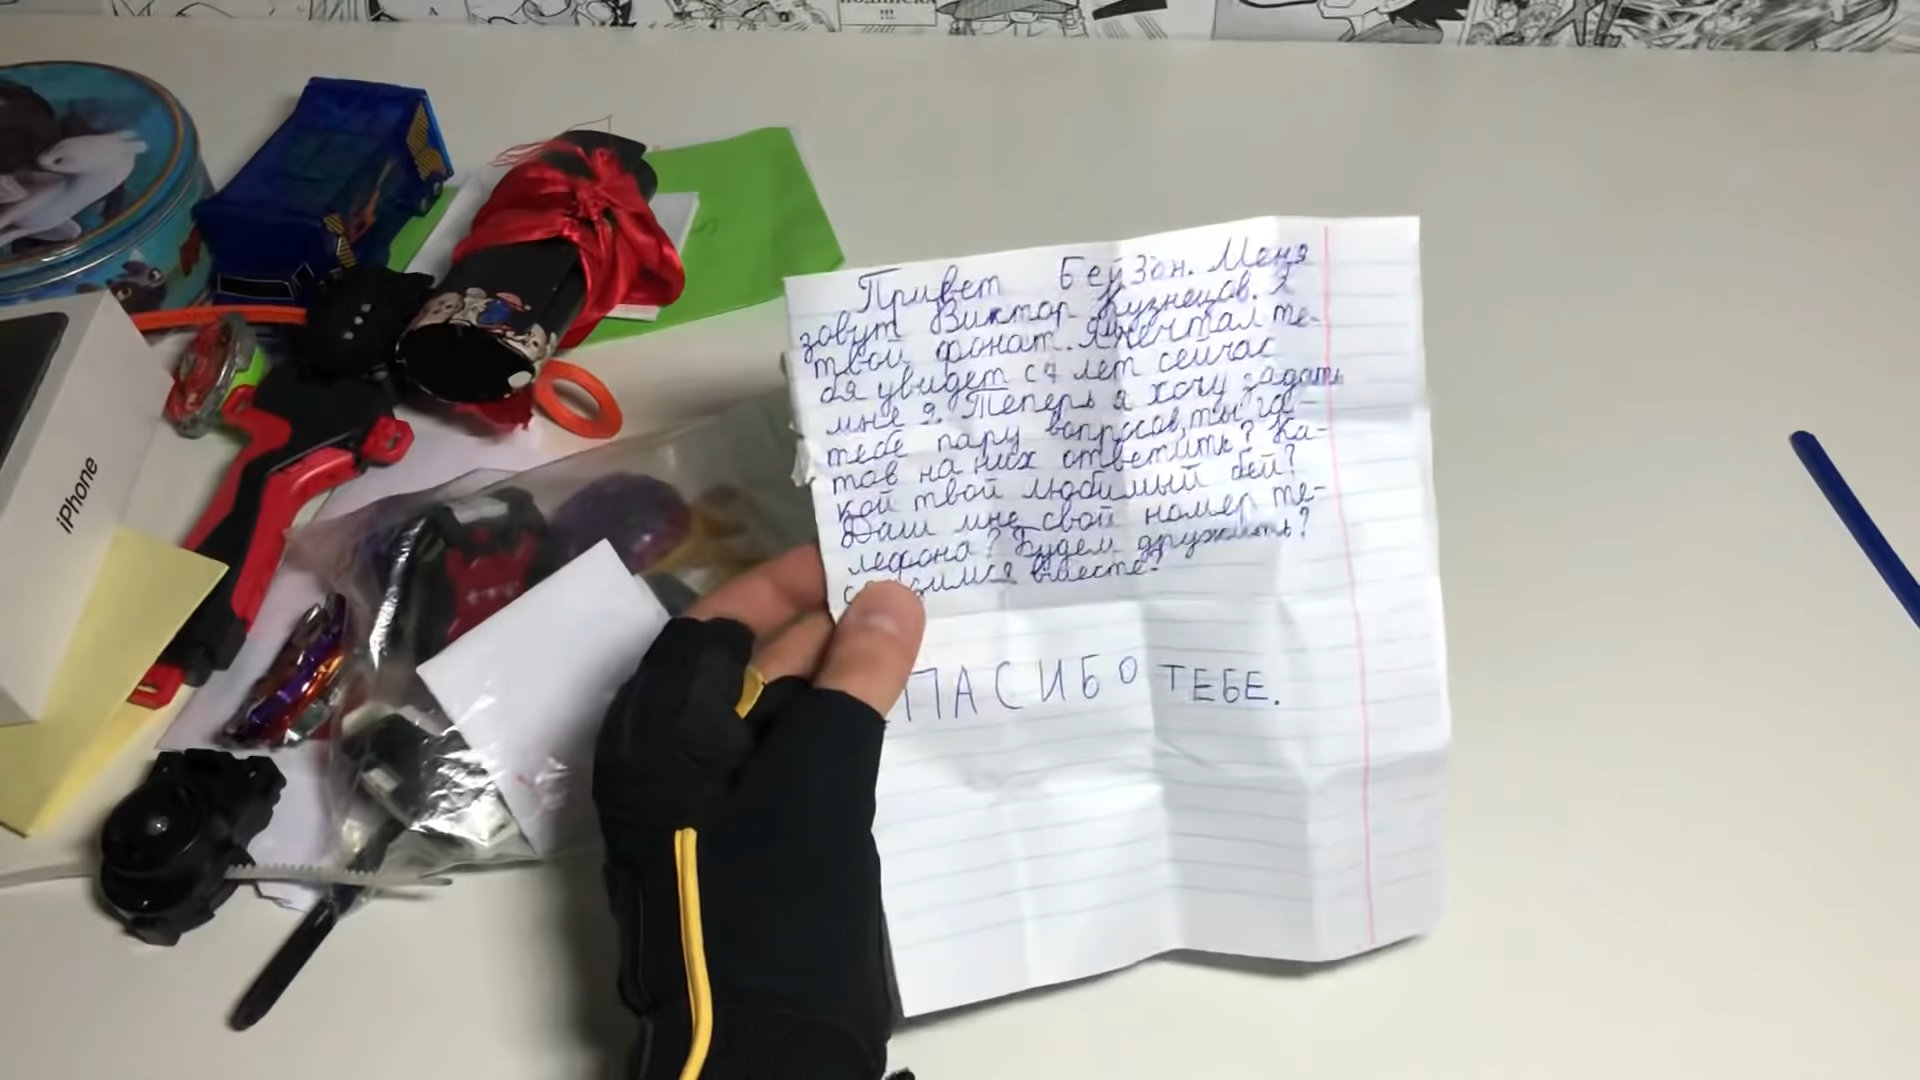 Привет БейЗон. Меня
зовут Виктор Кузнецов. Я
твой фонат. Я мечтал те-
бя увидет с 7 лет сейчас
мне 9. Теперь я хочу задать
тебе пару вопросов, ты го-
тов на них ответить? Ка-
кой твой любимый бей?
Даш мне свой номер те-
лефона? Будем дружить?
вместе?
ПАСИБО ТЕБЕ.
iPhone
!!!